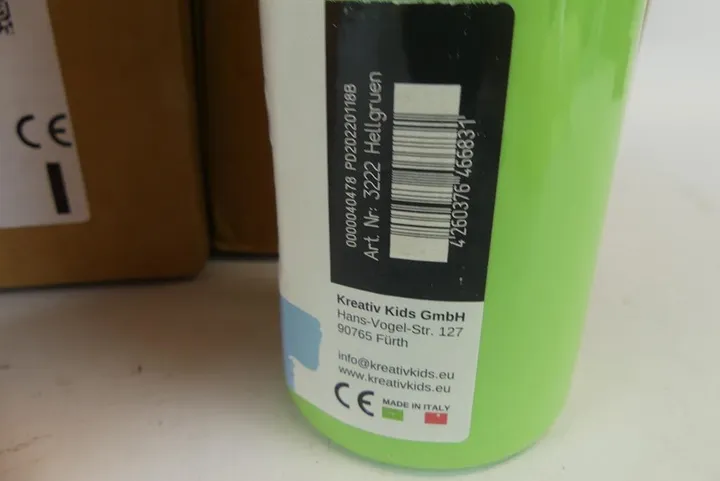 CE
0000040478 PD20220118B
Art. Nr: 3222 Hellgruen
4260376 466831
Kreativ Kids GmbH
Hans-Vogel-Str. 127
90765 Fürth
info@kreativkids.eu
www.kreativkids.eu
CE MADE IN ITALY